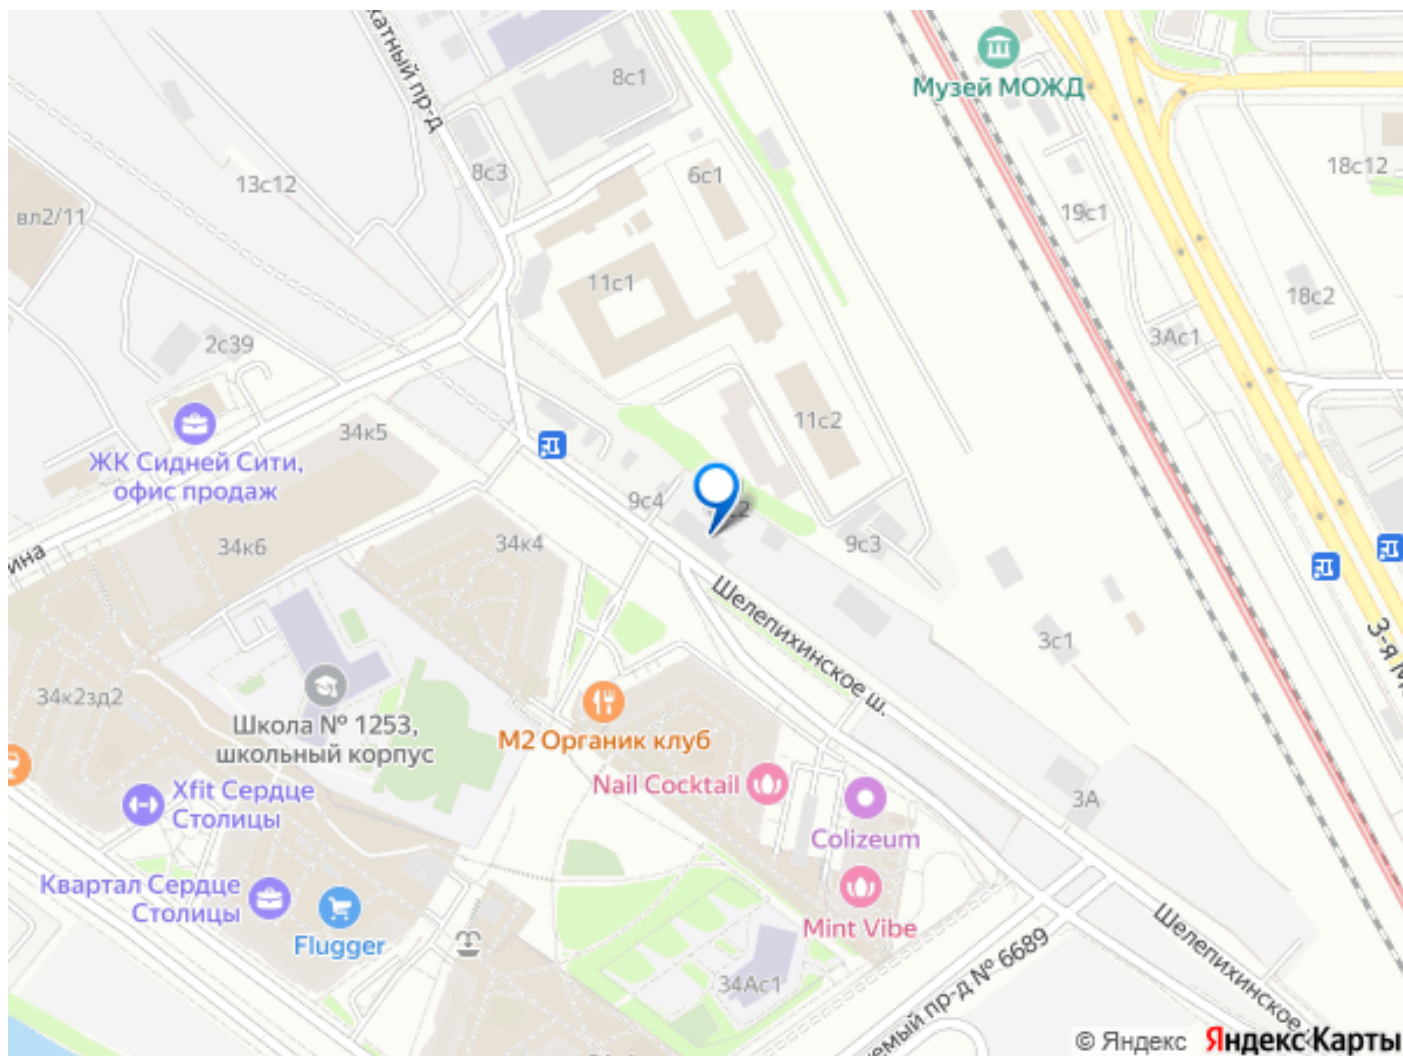 Музей МОЖД
8с1
8с3
6с1
13с12
вл2/11
18с12
19с1
11с1
18с2
3Ас1
2с39
34к5
11с2
ЖК Сидней Сити,
офис продаж
9с4
34к6
34к4
9с3
Шелепихинское ш.
3с1
34к2зд2
Школа № 1253,
школьный корпус
М2 Органик клуб
Nail Cocktail
Xfit Сердце
Столицы
3А
Colizeum
Квартал Сердце
Столицы
Mint Vibe
Flugger
34Ас1
пр-д № 6689
Шелепихинское
© Яндекс Яндекс Карты